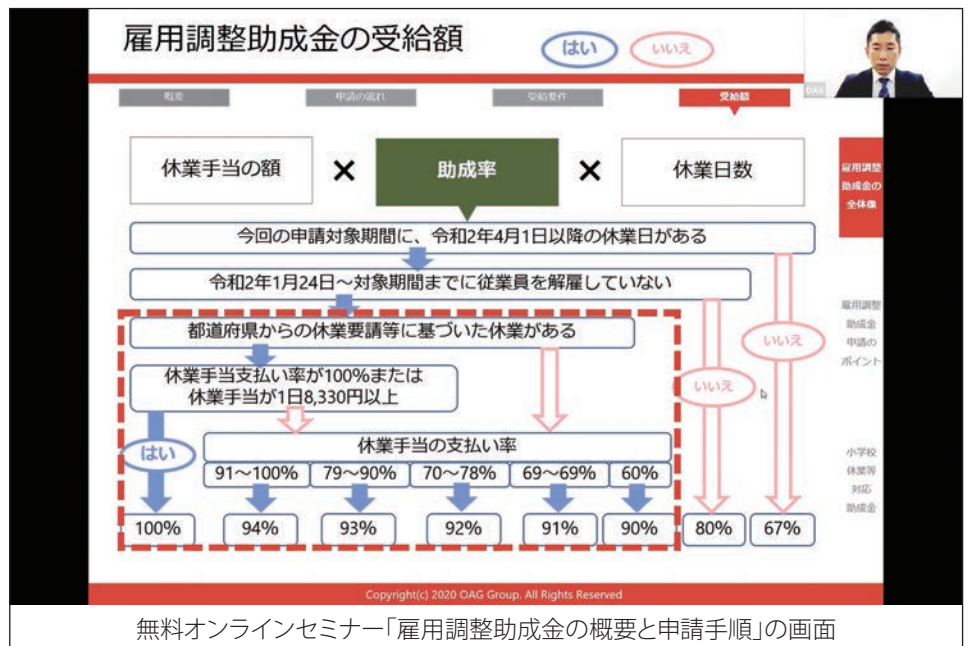 雇用調整助成金の受給額
はい
いいえ
OAG
概要
申請の流れ
受給要件
受給額
休業手当の額
×
助成率
×
休業日数
雇用調整
助成金の
全体像
今回の申請対象期間に、令和2年4月1日以降の休業日がある
令和2年1月24日~対象期間までに従業員を解雇していない
都道府県からの休業要請等に基づいた休業がある
雇用調整
助成金
申請の
ポイント
いいえ
いいえ
休業手当支払い率が100%または
休業手当が1日8,330円以上
はい
休業手当の支払い率
91~100%
79~90%
70~78%
69~69%
60%
小学校
休業等
対応
助成金
100%
94%
93%
92%
91%
90%
80%
67%
Copyright(c) 2020 OAG Group. All Rights Reserved
無料オンラインセミナー「雇用調整助成金の概要と申請手順」の画面